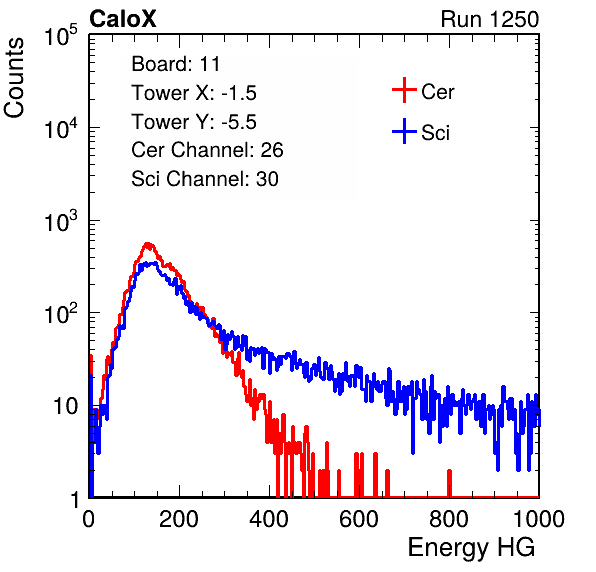 CaloX Run 1250
Counts
Board: 11
Tower X: -1.5
Tower Y: -5.5
Cer Channel: 26
Sci Channel: 30
Cer
Sci
10^5
10^4
10^3
10^2
10
1
0 200 400 600 800 1000
Energy HG